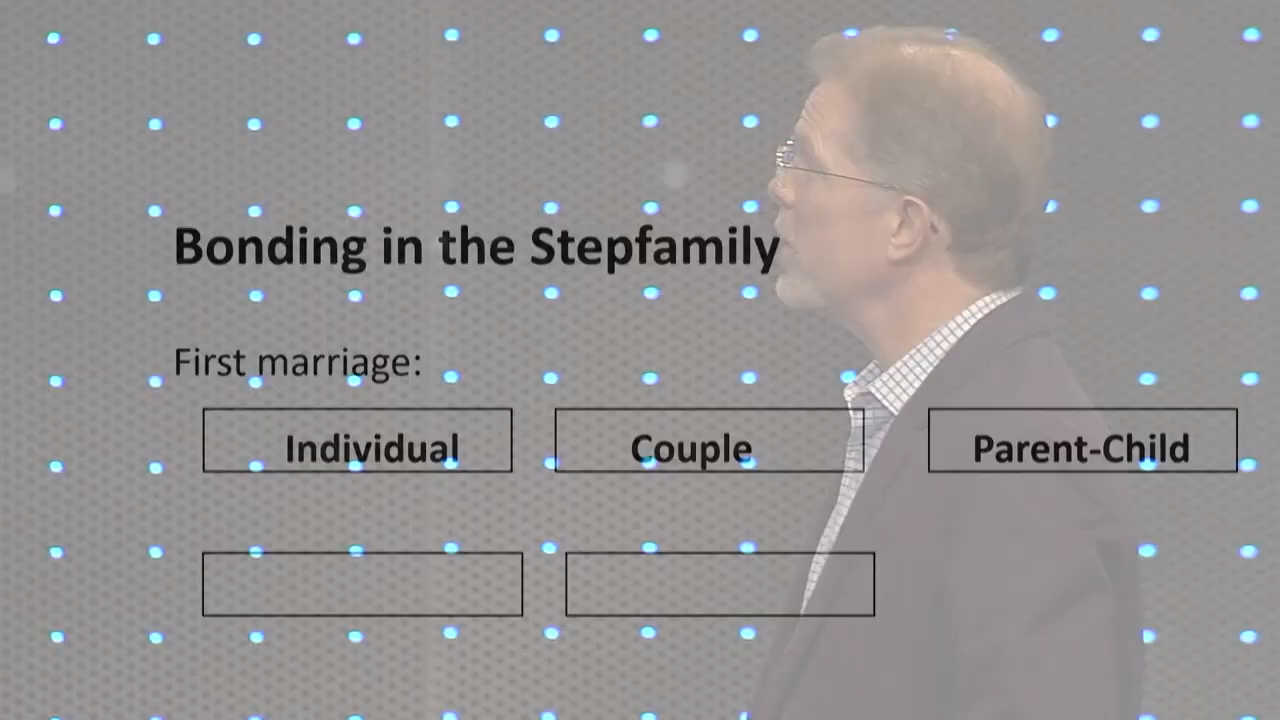 Bonding in the Stepfamily
First marriage:
Individual Couple Parent-Child